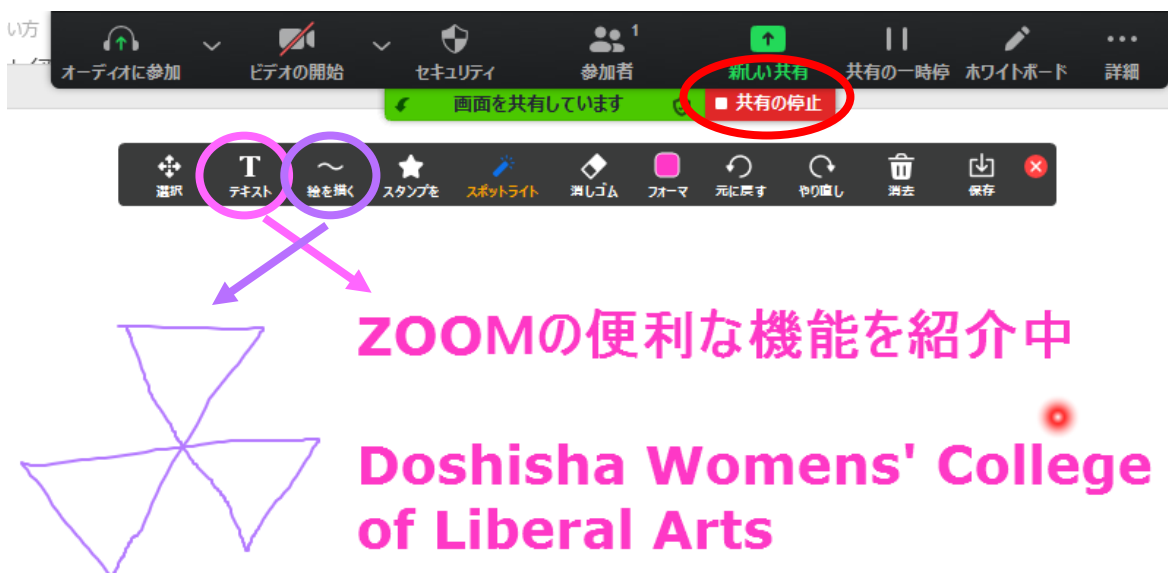 い方
オーディオに参加 ビデオの開始 セキュリティ 参加者 1 新しい共有 共有の一時停 ホワイトボード 詳細
画面を共有しています 共有の停止
選択 テキスト 絵を描く スタンプを スポットライト 消しゴム フォーマ 元に戻す やり直し 消去 保存
ZOOMの便利な機能を紹介中
Doshisha Womens' College
of Liberal Arts